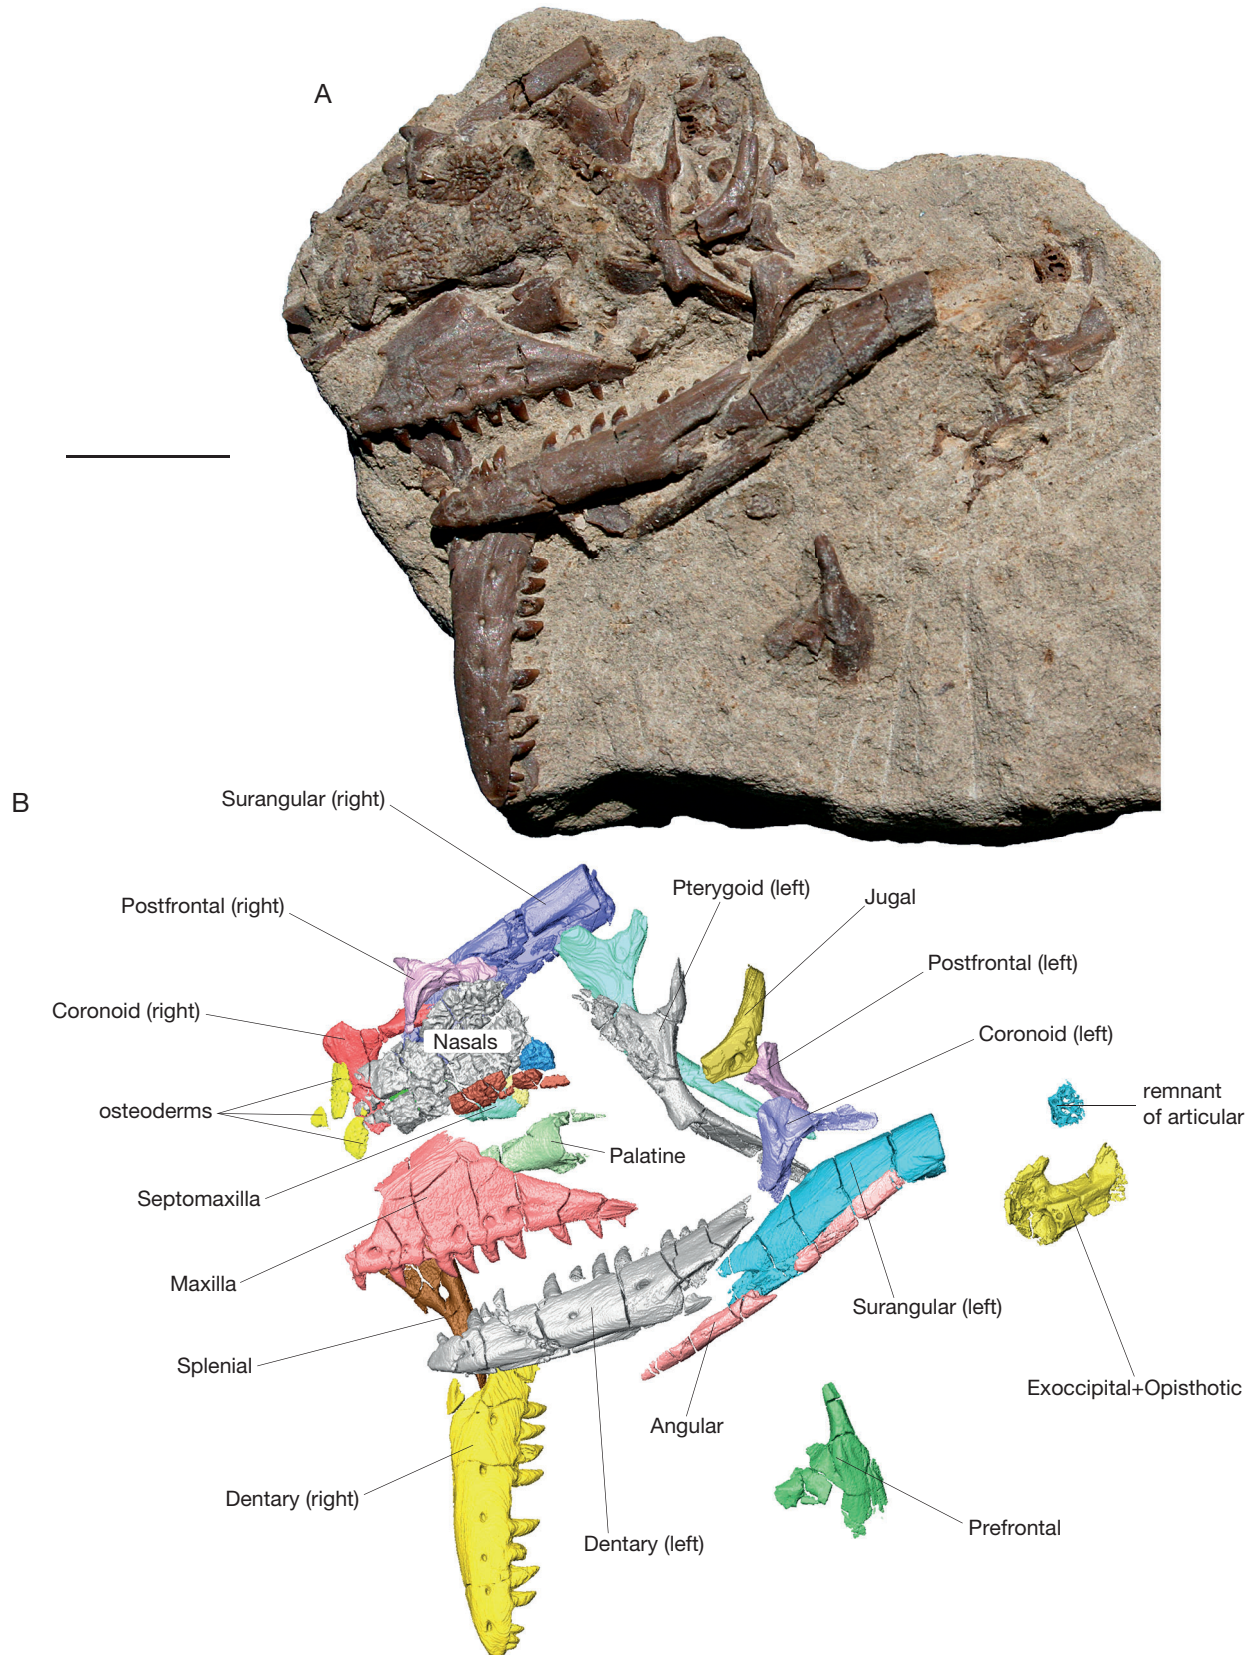 A
B
Surangular (right)
Postfrontal (right)
Pterygoid (left)
Jugal
Postfrontal (left)
Coronoid (right)
Nasals
Coronoid (left)
osteoderms
remnant
of articular
Palatine
Septomaxilla
Maxilla
Surangular (left)
Splenial
Exoccipital+Opisthotic
Angular
Dentary (right)
Dentary (left)
Prefrontal